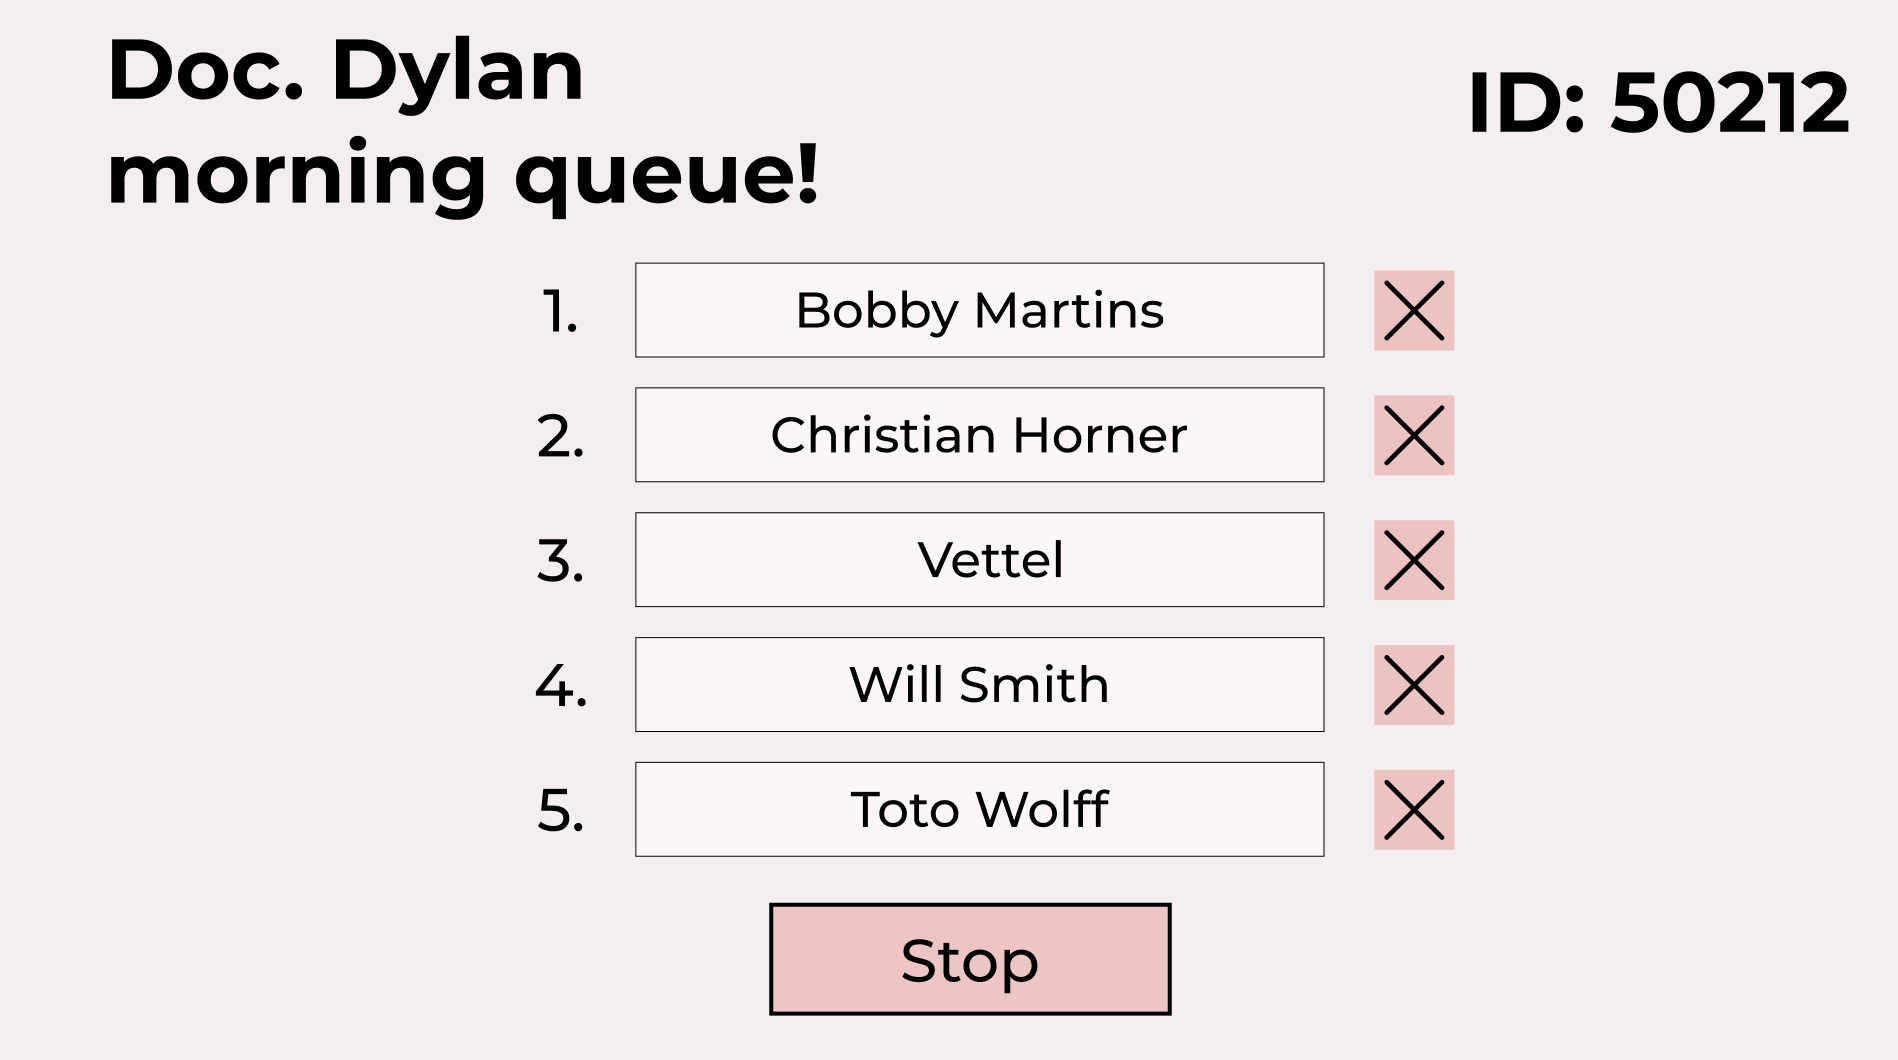 Doc. Dylan
morning queue!
ID: 50212
1. Bobby Martins
2. Christian Horner
3. Vettel
4. Will Smith
5. Toto Wolff
Stop